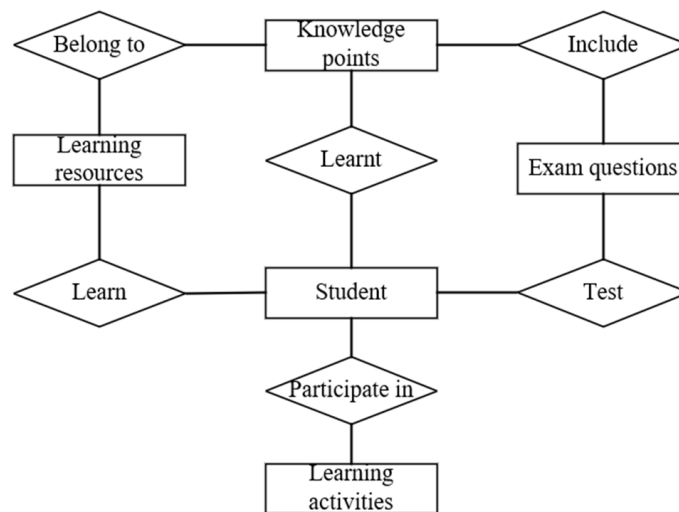 Belong to
Knowledge
points
Include
Learning
resources
Learnt
Exam questions
Learn
Student
Test
Participate in
Learning
activities